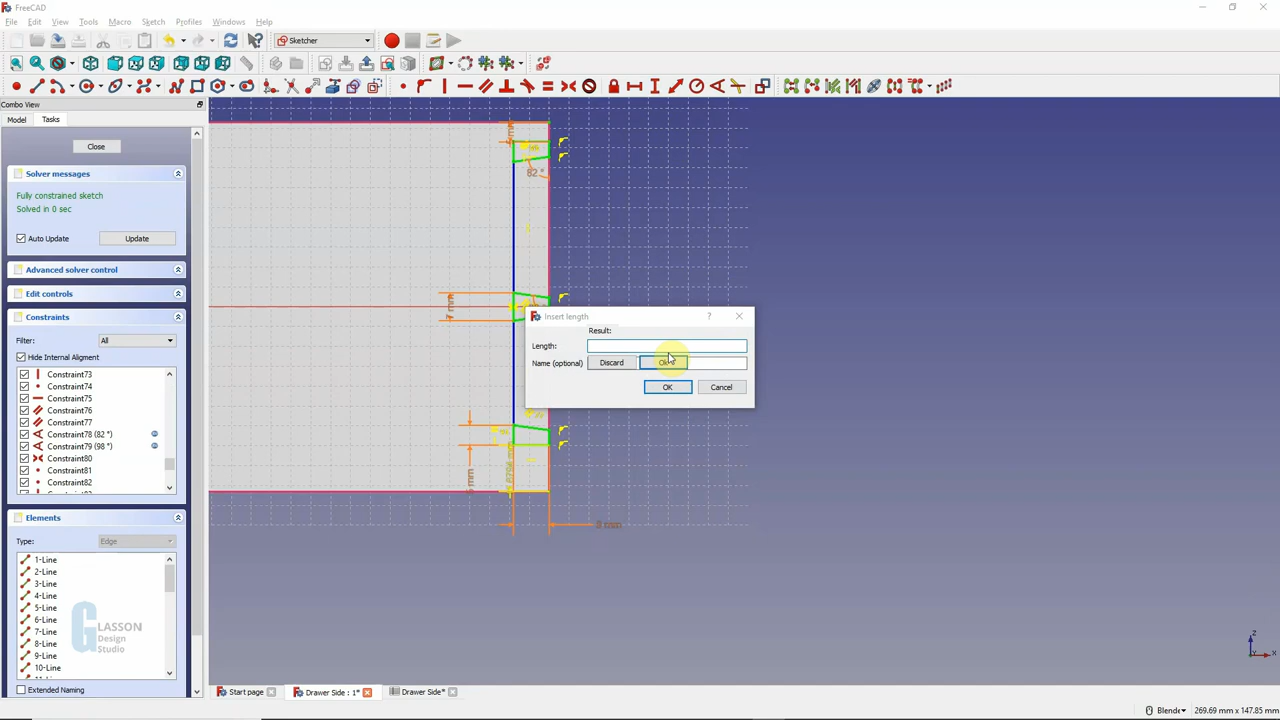 FreeCAD
File Edit View Tools Macro Sketch Profiles Windows Help
Sketcher
Combo View
Model Tasks
Close
Solver messages
Fully constrained sketch
Solved in 0 sec
Auto Update Update
Advanced solver control
Edit controls
Constraints
Filter: All
Hide Internal Aligment
Constraint73
Constraint74
Constraint75
Constraint76
Constraint77
Constraint78 (82 °)
Constraint79 (98 °)
Constraint80
Constraint81
Constraint82
Elements
Type: Edge
1-Line
2-Line
3-Line
4-Line
5-Line
6-Line
7-Line
8-Line
9-Line
10-Line
GLASSON
Design
Studio
Extended Naming
82 °
7 mm
Insert length ?
Result:
Length:
Name (optional) Discard
OK Cancel
Start page Drawer Side : 1* Drawer Side*
Blender 269.69 mm x 147.85 mm